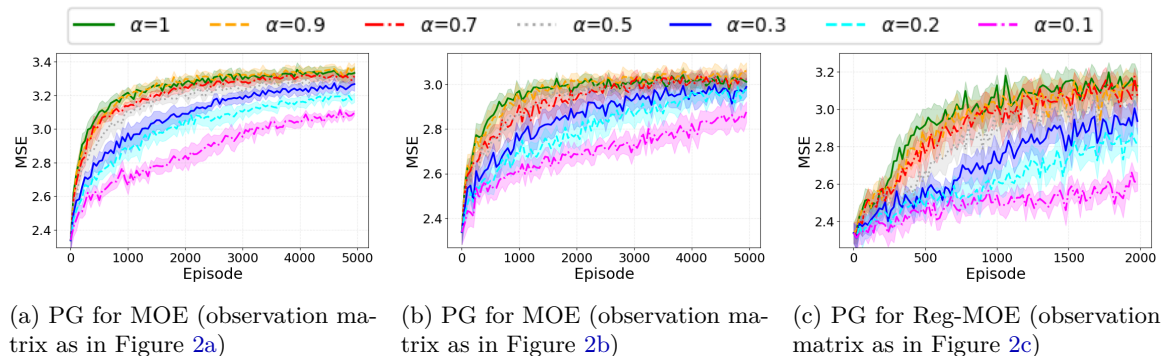 α=1 α=0.9 α=0.7 α=0.5 α=0.3 α=0.2 α=0.1
3.4
3.2
3.0
2.8
2.6
2.4
MSE
0 1000 2000 3000 4000 5000
Episode
3.0
2.8
2.6
2.4
MSE
0 1000 2000 3000 4000 5000
Episode
3.2
3.0
2.8
2.6
2.4
MSE
0 500 1000 1500 2000
Episode
(a) PG for MOE (observation ma-
trix as in Figure 2a)
(b) PG for MOE (observation ma-
trix as in Figure 2b)
(c) PG for Reg-MOE (observation
matrix as in Figure 2c)